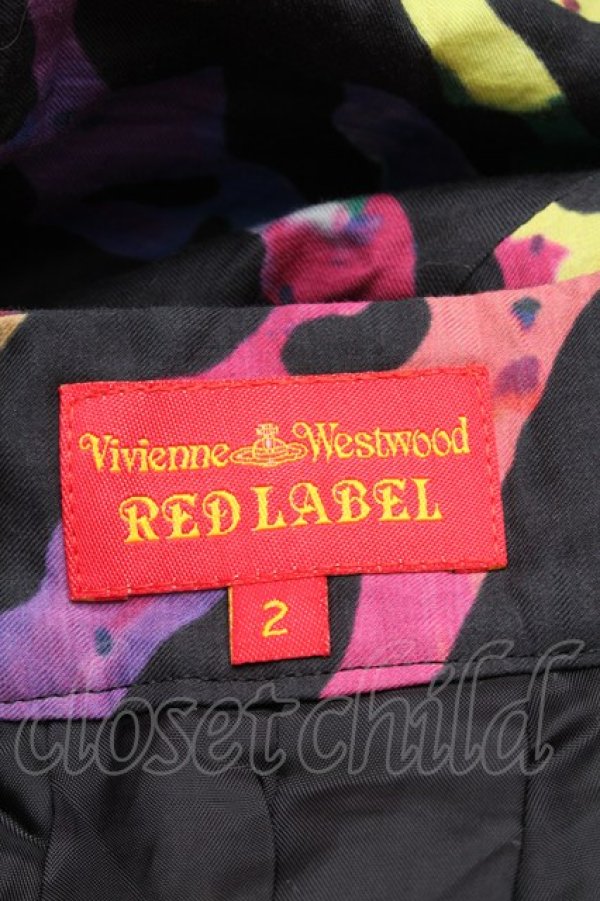 Vivienne Westwood
RED LABEL
2
closet child